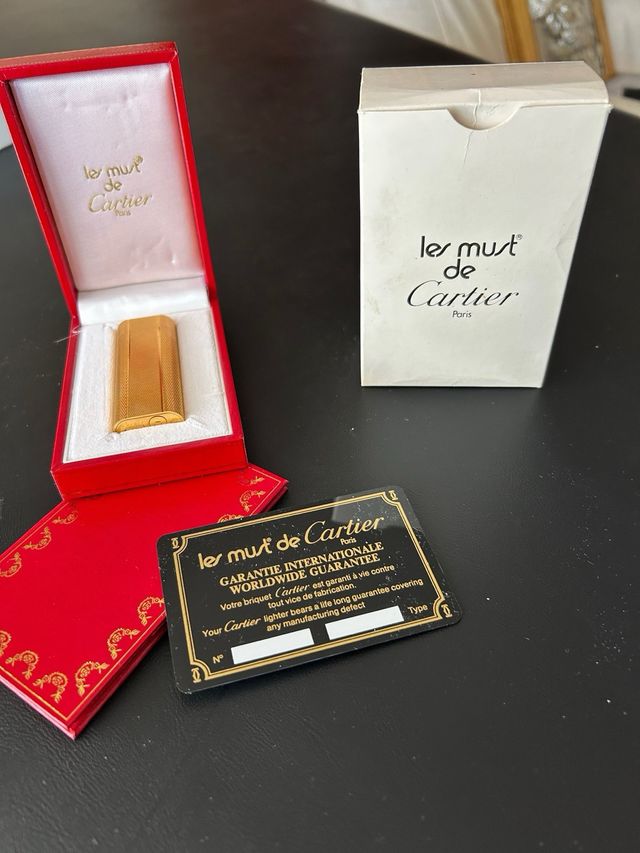 les must®
de
Cartier
Paris
les must®
de
Cartier
Paris
les must® de Cartier
Paris
GARANTIE INTERNATIONALE
WORLDWIDE GUARANTEE
Votre briquet Cartier est garanti à vie contre
tout vice de fabrication.
Your Cartier lighter bears a life long guarantee covering
any manufacturing defect
N° Type